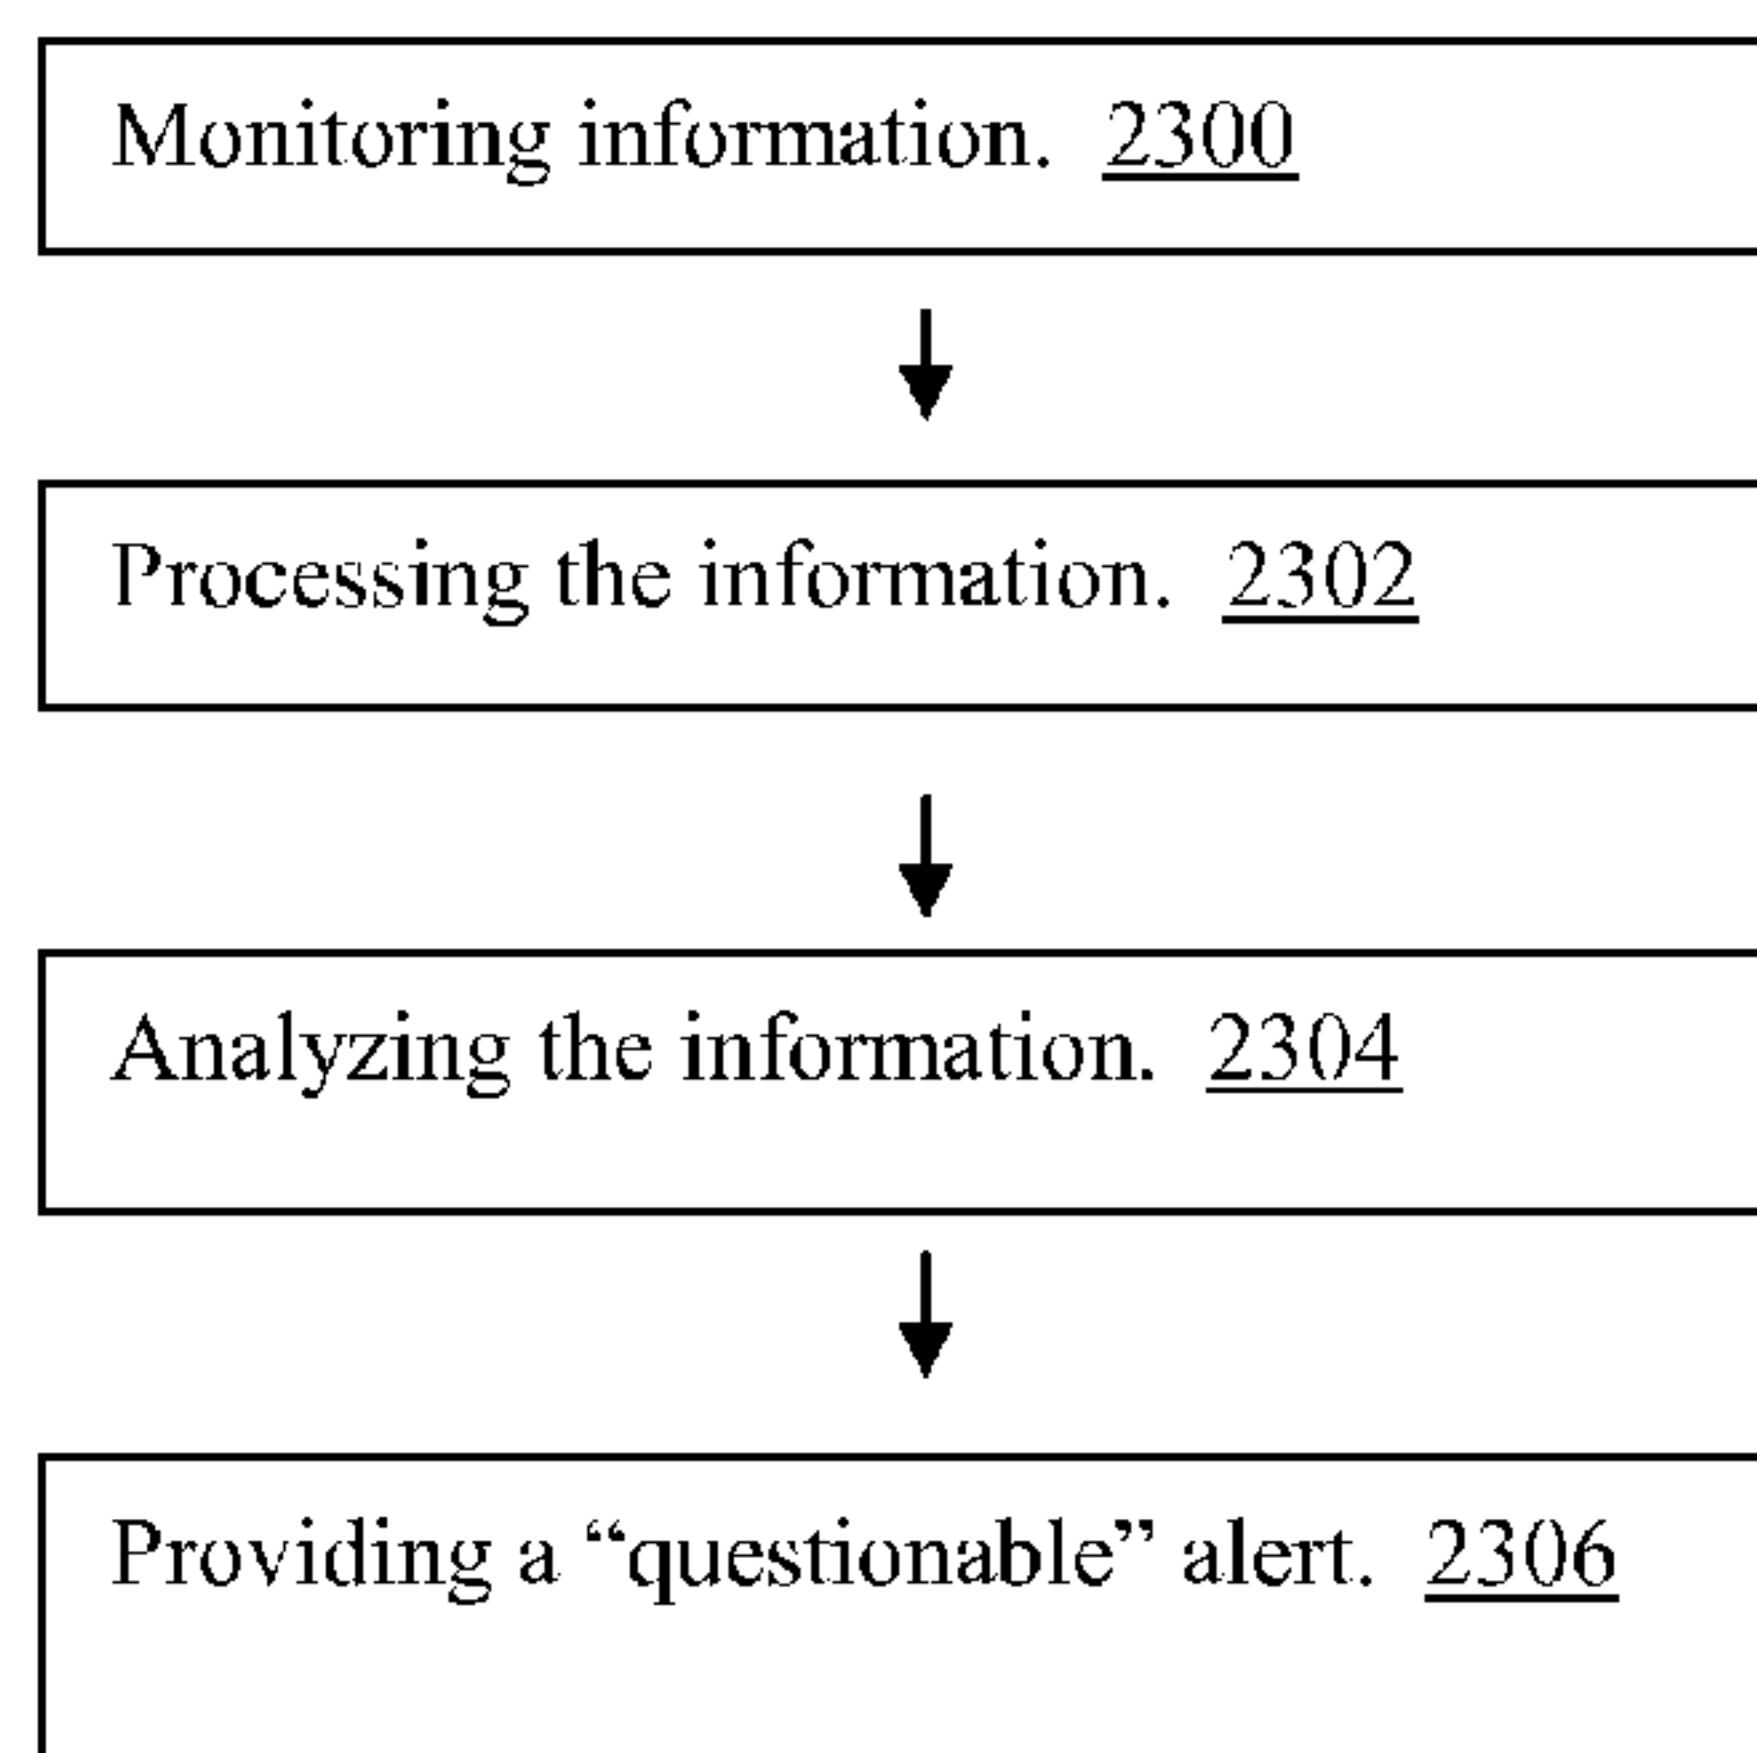 Monitoring information. 2300
Processing the information. 2302
Analyzing the information. 2304
Providing a “questionable” alert. 2306